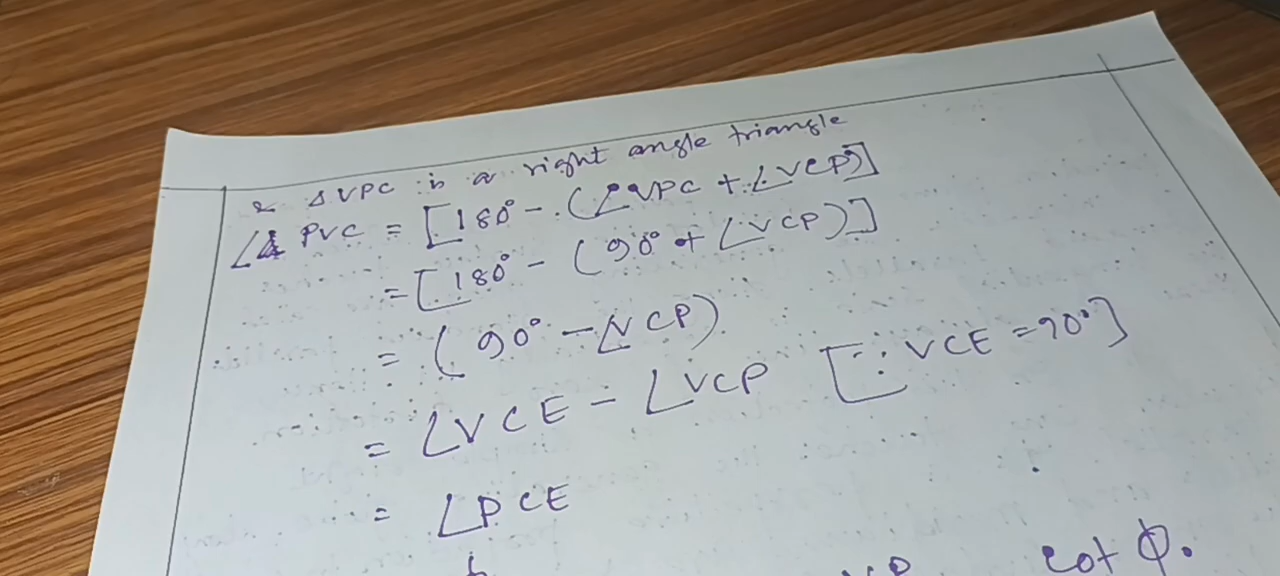 & ΔVPC is a right angle triangle
∠PVC = [180° - (∠VPC + ∠VCP)]
= [180° - (90° + ∠VCP)]
= (90° - ∠VCP)
= ∠VCE - ∠VCP [∵ VCE = 90°]
= ∠PCE
cot φ.